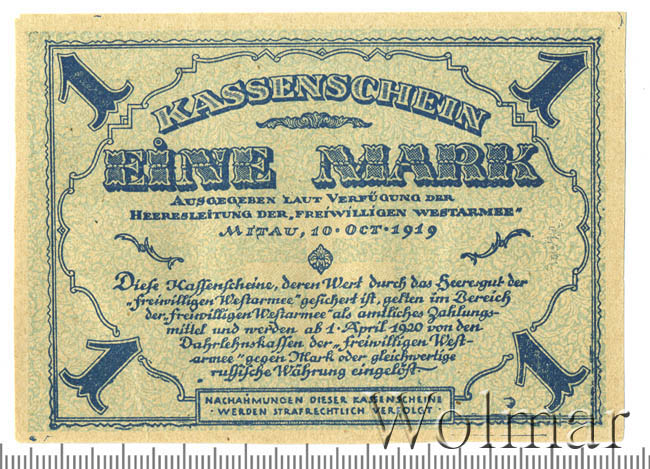 1 1
KASSENSCHEIN
EINE MARK
AUSGEGEBEN LAUT VERFÜGUNG DER
HEERESLEITUNG DER „FREIWILLIGEN WESTARMEE“
MITAU, 10·OCT·1919
Diese Kassenscheine, deren Wert durch das Heeresgut der
„freiwilligen Westarmee“ gesichert ist, gelten im Bereich
der „freiwilligen Westarmee“ als amtliches Zahlungs-
mittel und werden ab 1·April 1920 von den
Darlehnskassen der „freiwilligen West-
armee“ gegen Mark oder gleichwertige
russische Währung eingelöst·
1 1
NACHAHMUNGEN DIESER KASSENSCHEINE
·WERDEN STRAFRECHTLICH VERFOLGT·
Wolmar